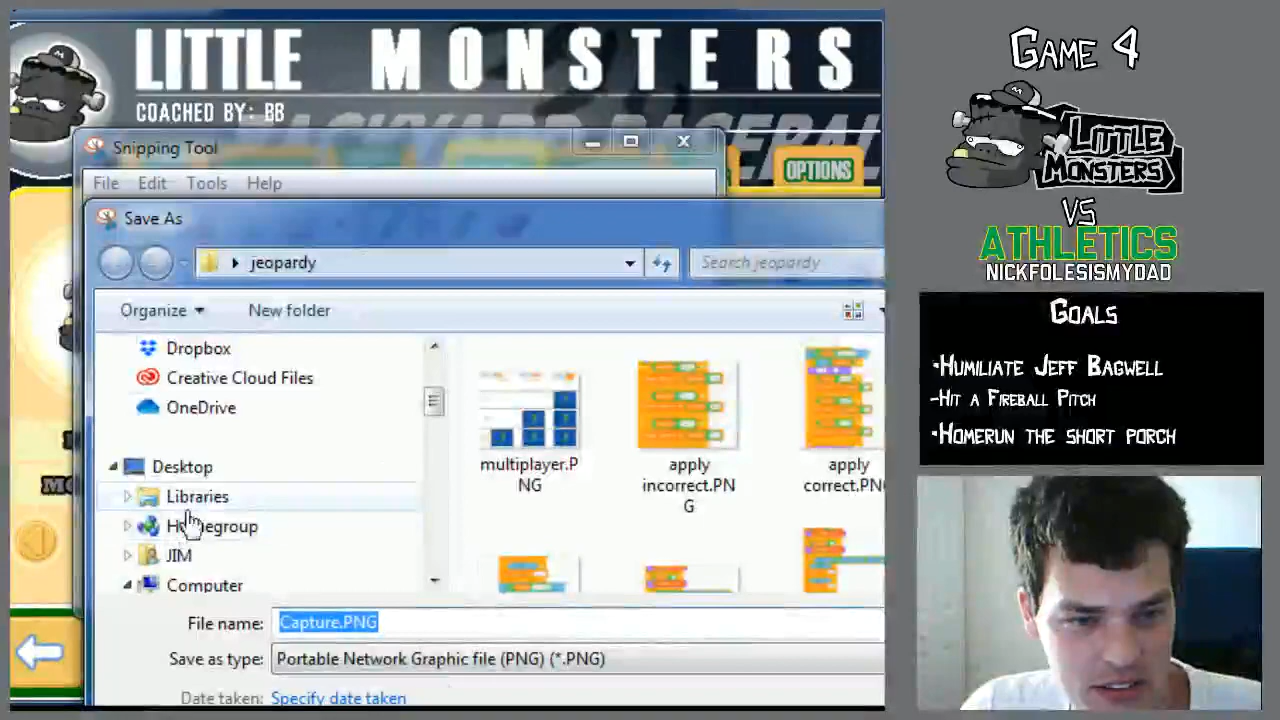 LITTLE MONSTERS
COACHED BY: BB
OPTIONS
Snipping Tool
File Edit Tools Help
Save As
jeopardy
Search jeopardy
Organize
New folder
Dropbox
Creative Cloud Files
OneDrive
Desktop
Libraries
JIM
Computer
multiplayer.P
NG
apply
incorrect.PN
G
apply
correct.PNG
File name: Capture.PNG
Save as type: Portable Network Graphic file (PNG) (*.PNG)
Date taken: Specify date taken
GAME 4
LITTLE
MONSTERS
VS
ATHLETICS
NICKFOLESISMYDAD
GOALS
•HUMILIATE JEFF BAGWELL
-HIT A FIREBALL PITCH
•HOMERUN THE SHORT PORCH